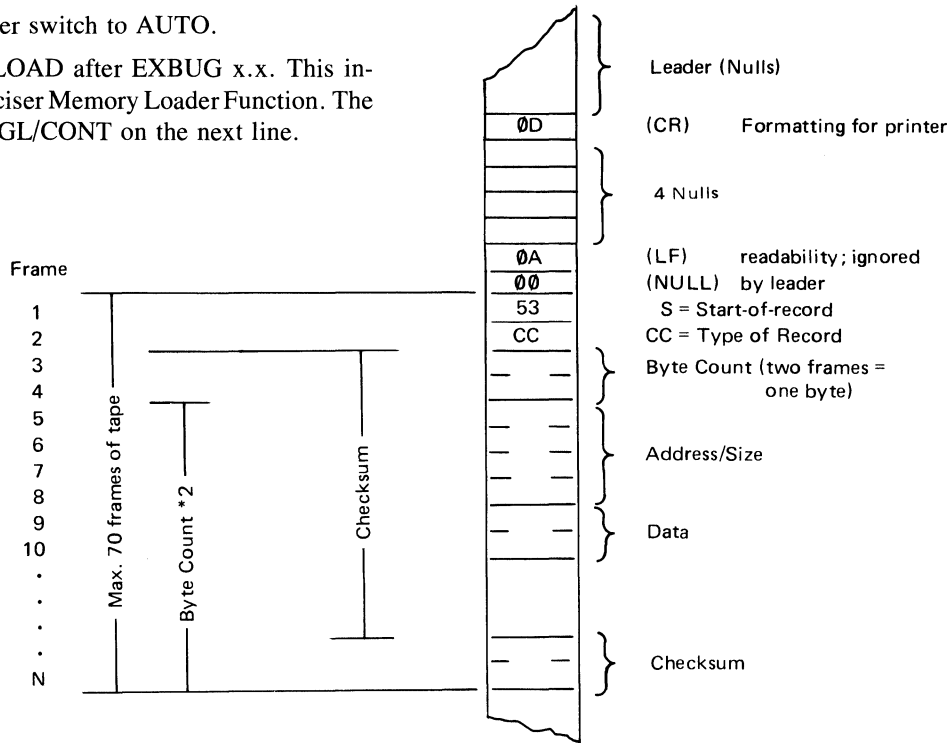 er switch to AUTO.
LOAD after EXBUG x.x. This in-
ciser Memory Loader Function. The
GL/CONT on the next line.
Leader (Nulls)
0D (CR) Formatting for printer
4 Nulls
0A (LF) readability; ignored
00 (NULL) by leader
53 S = Start-of-record
CC CC = Type of Record
Byte Count (two frames =
one byte)
Address/Size
Data
Checksum
Frame
1
2
3
4
5
6
7
8
9
10
.
.
.
.
N
Max. 70 frames of tape
Byte Count *2
Checksum